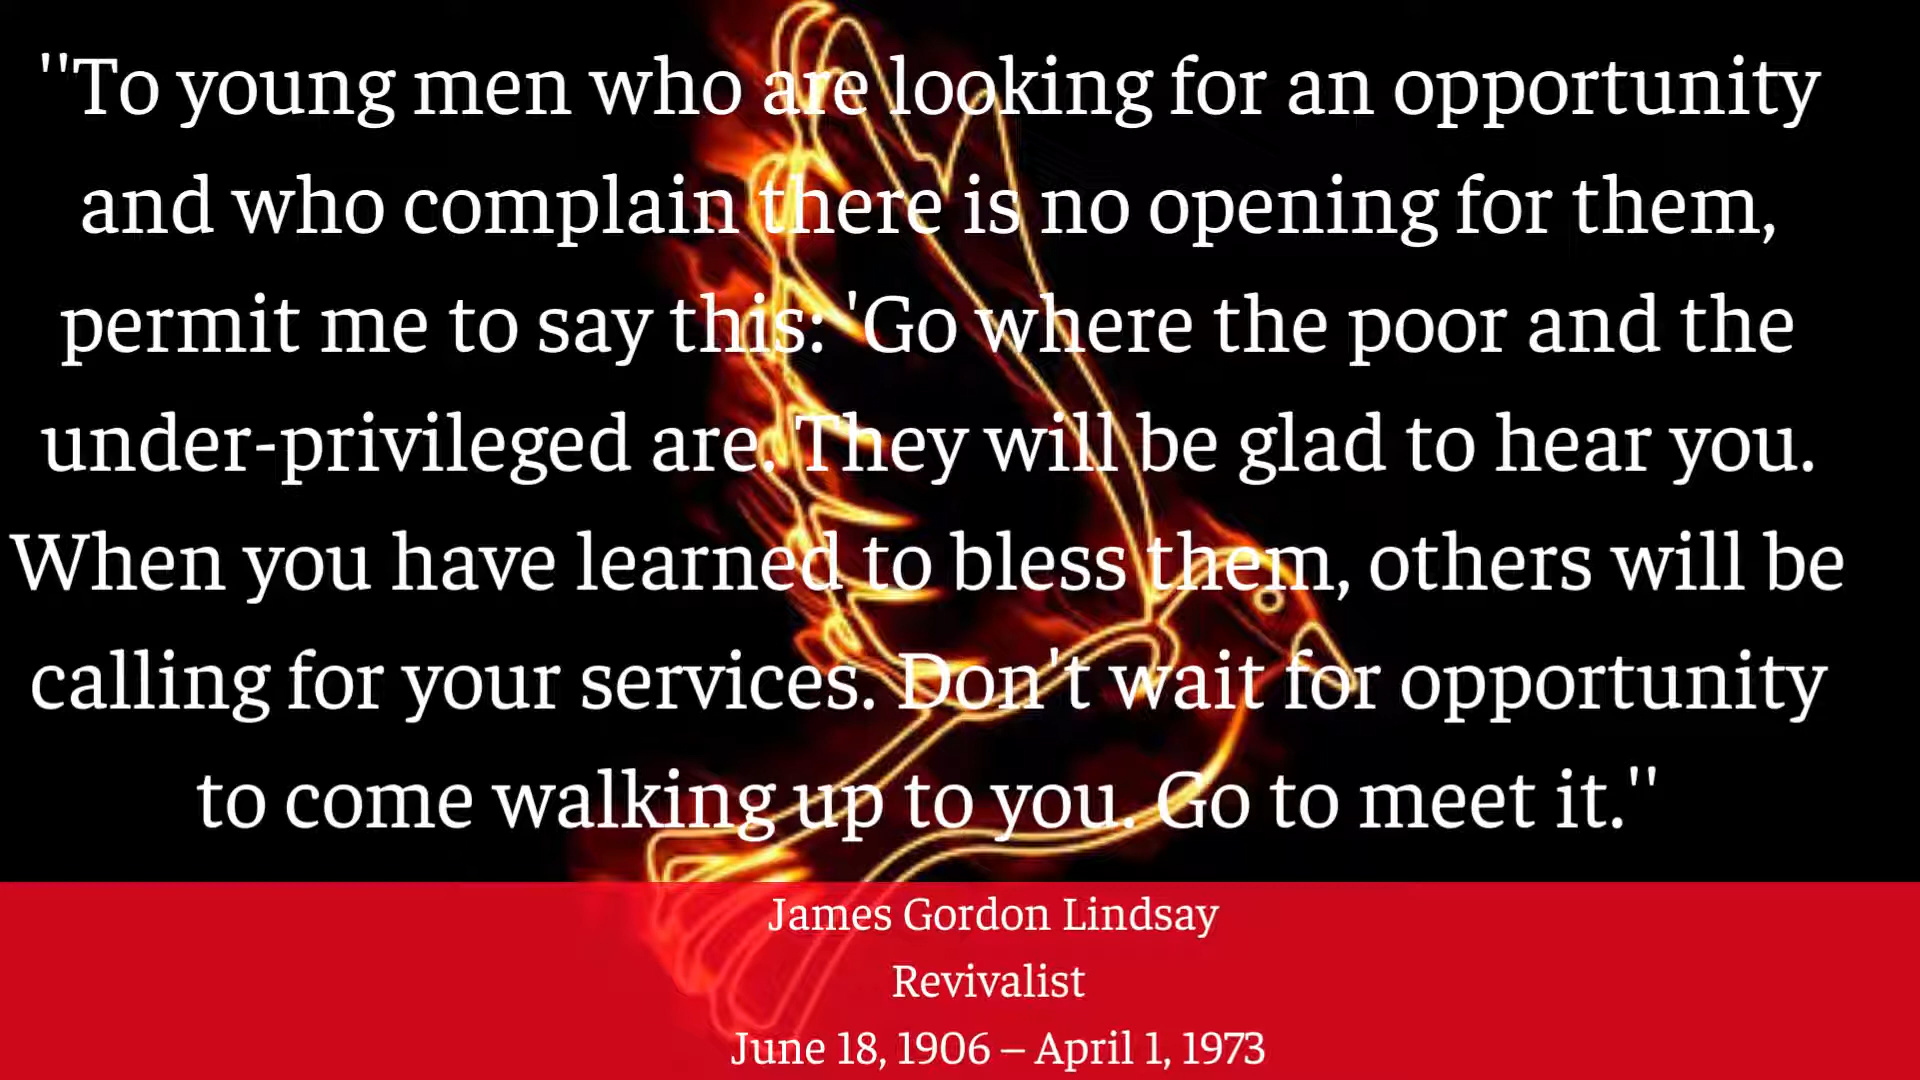 "To young men who are looking for an opportunity
and who complain there is no opening for them,
permit me to say this: 'Go where the poor and the
under-privileged are. They will be glad to hear you.
When you have learned to bless them, others will be
calling for your services. Don't wait for opportunity
to come walking up to you. Go to meet it."
James Gordon Lindsay
Revivalist
June 18, 1906 – April 1, 1973